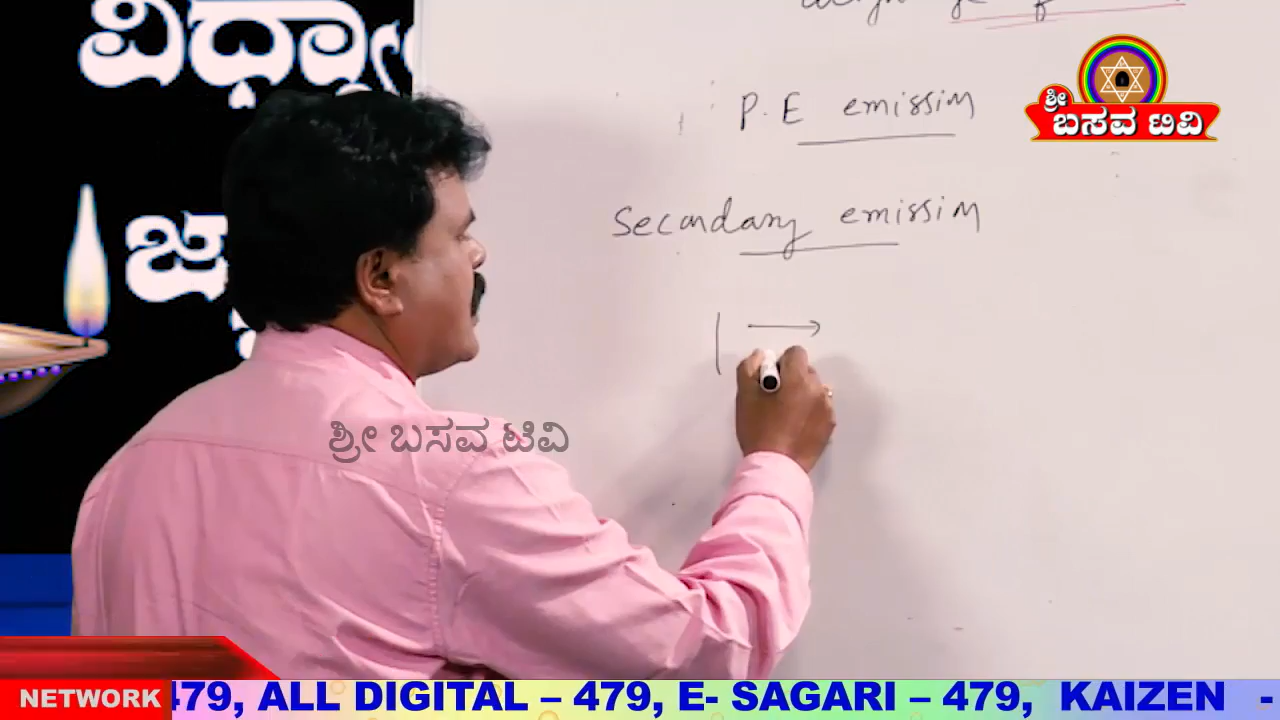 P.E emission
Secondary emission
ಶ್ರೀ
ಬಸವ ಟಿವಿ
ಶ್ರೀ ಬಸವ ಟಿವಿ
NETWORK 479, ALL DIGITAL – 479, E- SAGARI – 479, KAIZEN -